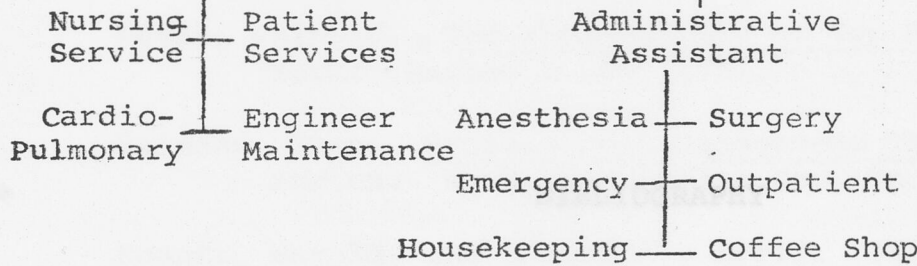 Nursing Patient Administrative
Service Services Assistant
Cardio- Engineer Anesthesia Surgery
Pulmonary Maintenance
Emergency Outpatient
Housekeeping Coffee Shop